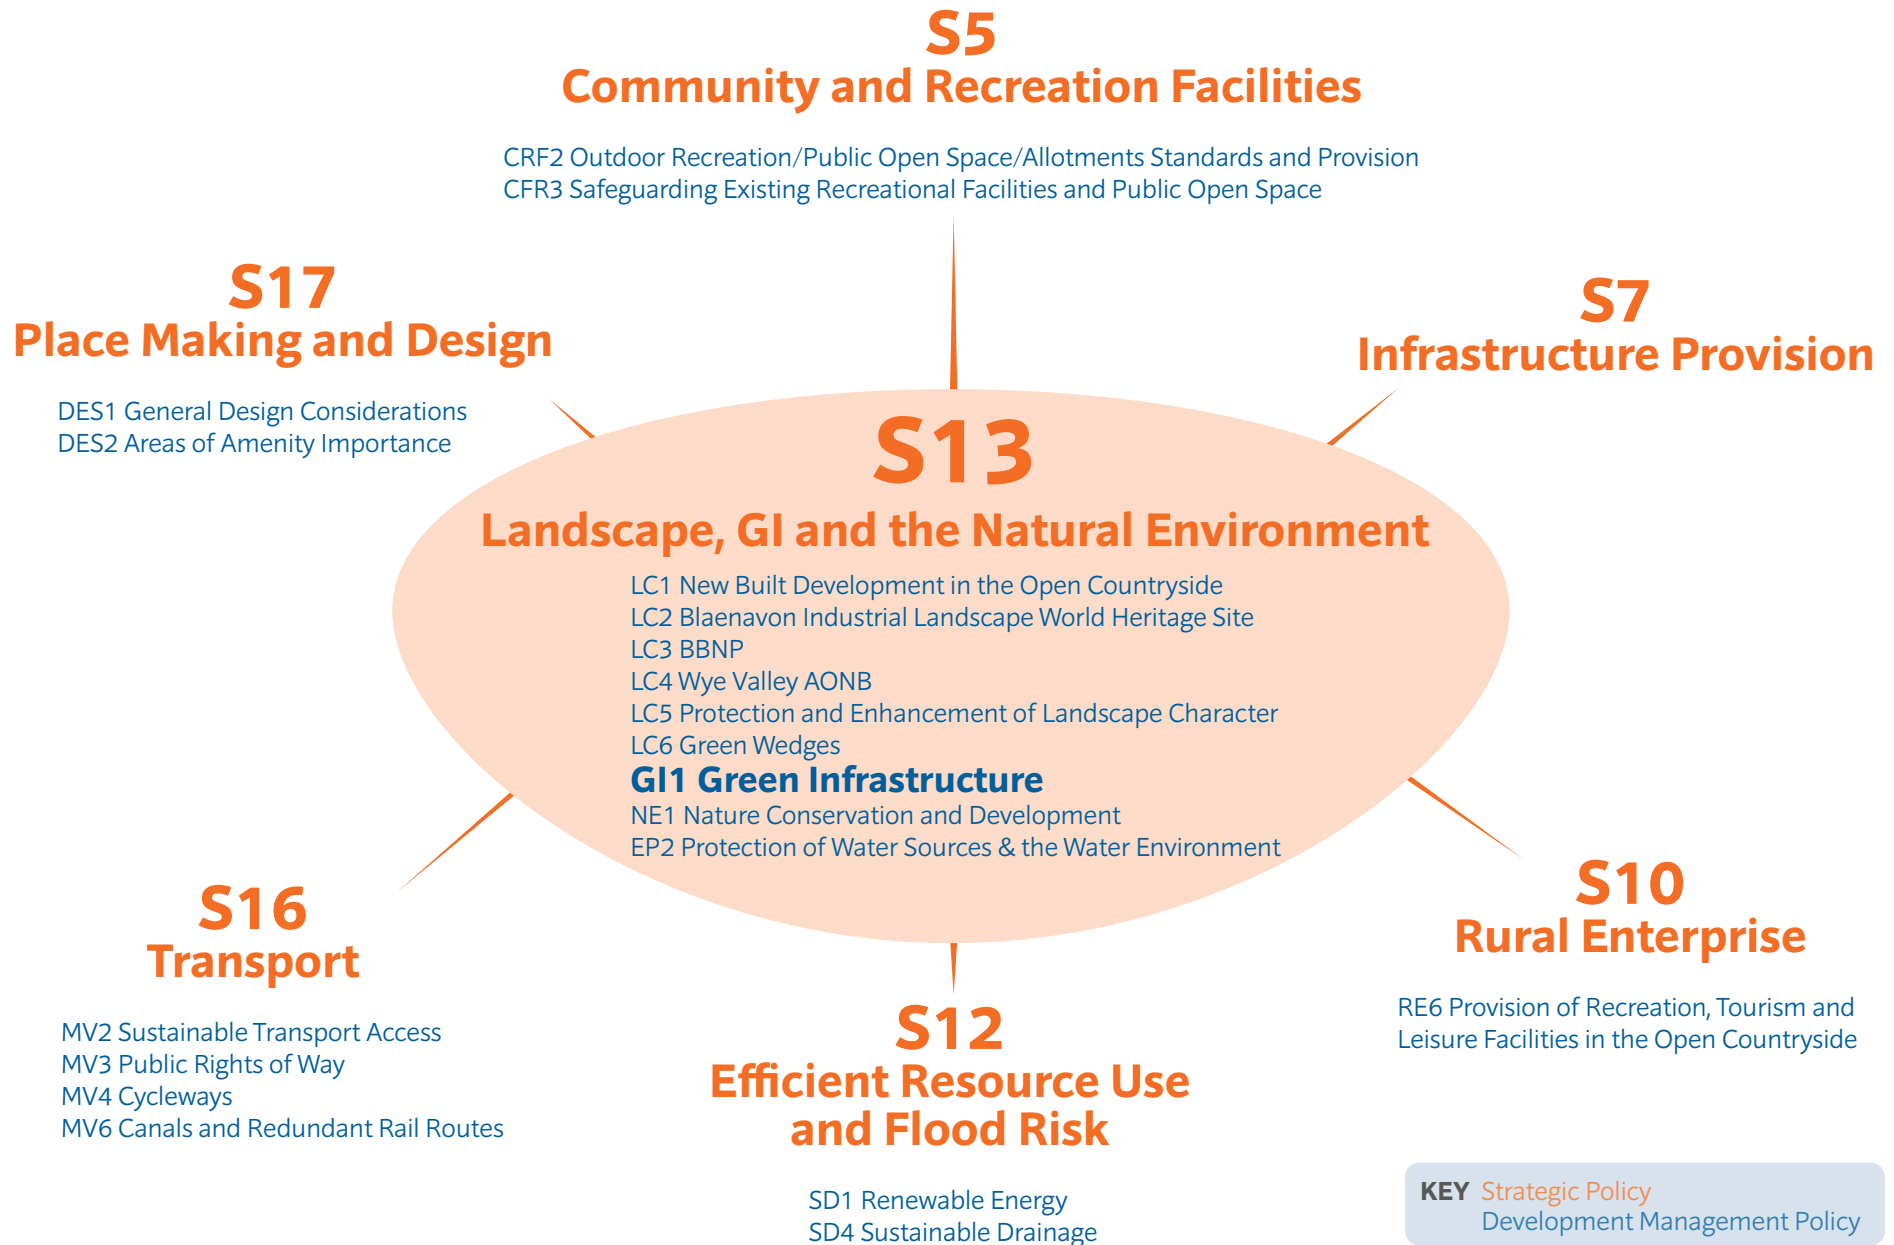 S5
Community and Recreation Facilities
CRF2 Outdoor Recreation/Public Open Space/Allotments Standards and Provision
CFR3 Safeguarding Existing Recreational Facilities and Public Open Space
S17
Place Making and Design
DES1 General Design Considerations
DES2 Areas of Amenity Importance
S7
Infrastructure Provision
S13
Landscape, GI and the Natural Environment
LC1 New Built Development in the Open Countryside
LC2 Blaenavon Industrial Landscape World Heritage Site
LC3 BBNP
LC4 Wye Valley AONB
LC5 Protection and Enhancement of Landscape Character
LC6 Green Wedges
GI1 Green Infrastructure
NE1 Nature Conservation and Development
EP2 Protection of Water Sources & the Water Environment
S16
Transport
MV2 Sustainable Transport Access
MV3 Public Rights of Way
MV4 Cycleways
MV6 Canals and Redundant Rail Routes
S12
Efficient Resource Use
and Flood Risk
SD1 Renewable Energy
SD4 Sustainable Drainage
S10
Rural Enterprise
RE6 Provision of Recreation, Tourism and
Leisure Facilities in the Open Countryside
KEY Strategic Policy
Development Management Policy